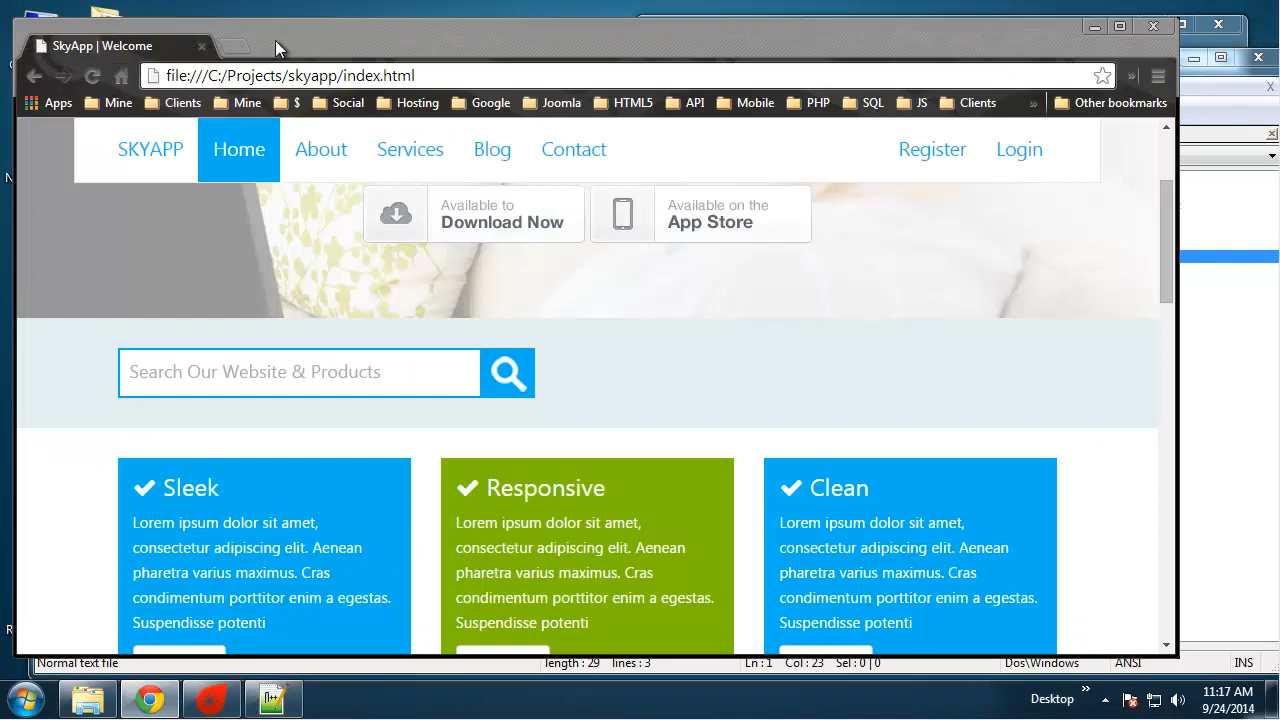 SkyApp | Welcome
file:///C:/Projects/skyapp/index.html
Apps Mine Clients Mine $ Social Hosting Google Joomla HTML5 API Mobile PHP SQL JS Clients » Other bookmarks
SKYAPP Home About Services Blog Contact Register Login
Available to
Download Now
Available on the
App Store
Search Our Website & Products
Sleek
Lorem ipsum dolor sit amet,
consectetur adipiscing elit. Aenean
pharetra varius maximus. Cras
condimentum porttitor enim a egestas.
Suspendisse potenti
Responsive
Lorem ipsum dolor sit amet,
consectetur adipiscing elit. Aenean
pharetra varius maximus. Cras
condimentum porttitor enim a egestas.
Suspendisse potenti
Clean
Lorem ipsum dolor sit amet,
consectetur adipiscing elit. Aenean
pharetra varius maximus. Cras
condimentum porttitor enim a egestas.
Suspendisse potenti
Normal text file length : 29 lines : 3 Ln : 1 Col : 23 Sel : 0 | 0 Dos\Windows ANSI INS
Desktop »
11:17 AM
9/24/2014